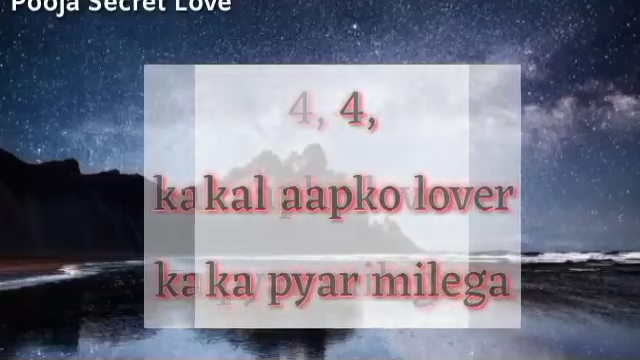 Pooja Secret Love
4, 4,
ka kal aapko lover
ka ka pyar milega